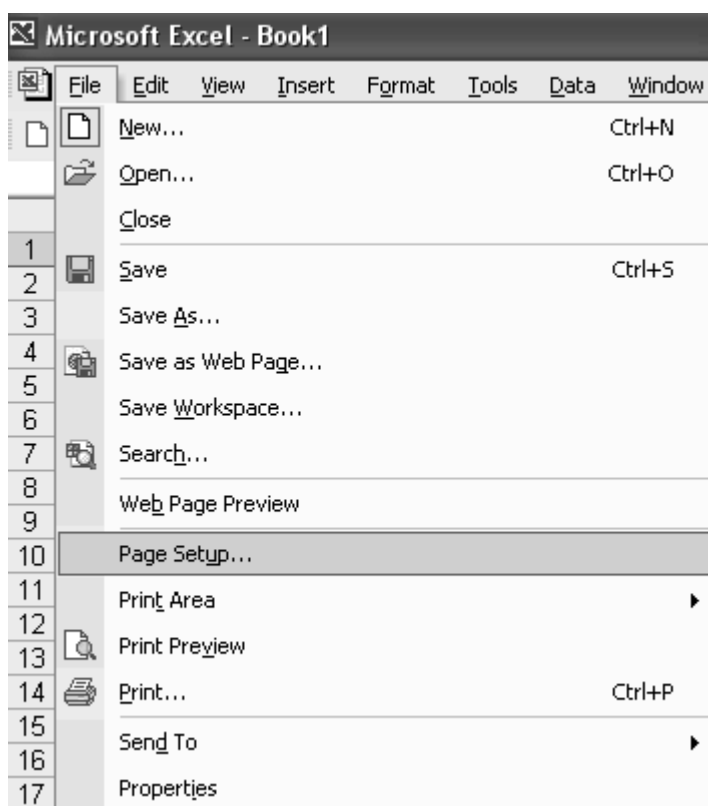 Microsoft Excel - Book1
File Edit View Insert Format Tools Data Window
New... Ctrl+N
Open... Ctrl+O
Close
1
2
Save Ctrl+S
3
Save As...
4
Save as Web Page...
5
6
Save Workspace...
7
Search...
8
Web Page Preview
9
10
Page Setup...
11
Print Area
12
13
Print Preview
14
Print... Ctrl+P
15
Send To
16
17
Properties